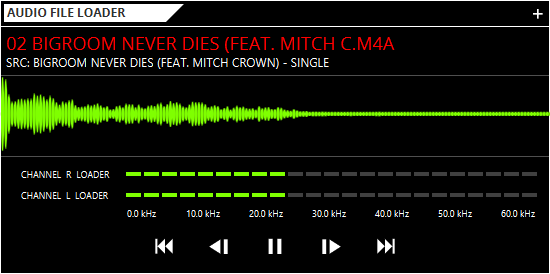 AUDIO FILE LOADER
+
02 BIGROOM NEVER DIES (FEAT. MITCH C.M4A
SRC: BIGROOM NEVER DIES (FEAT. MITCH CROWN) - SINGLE
CHANNEL R LOADER
CHANNEL L LOADER
0.0 kHz 10.0 kHz 20.0 kHz 30.0 kHz 40.0 kHz 50.0 kHz 60.0 kHz